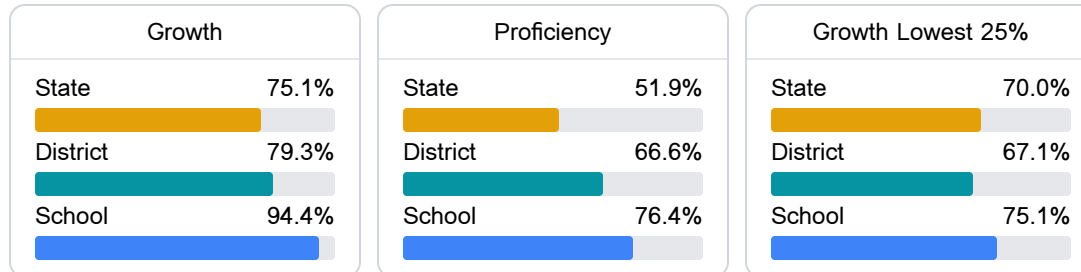 Growth
State 75.1%
District 79.3%
School 94.4%
Proficiency
State 51.9%
District 66.6%
School 76.4%
Growth Lowest 25%
State 70.0%
District 67.1%
School 75.1%